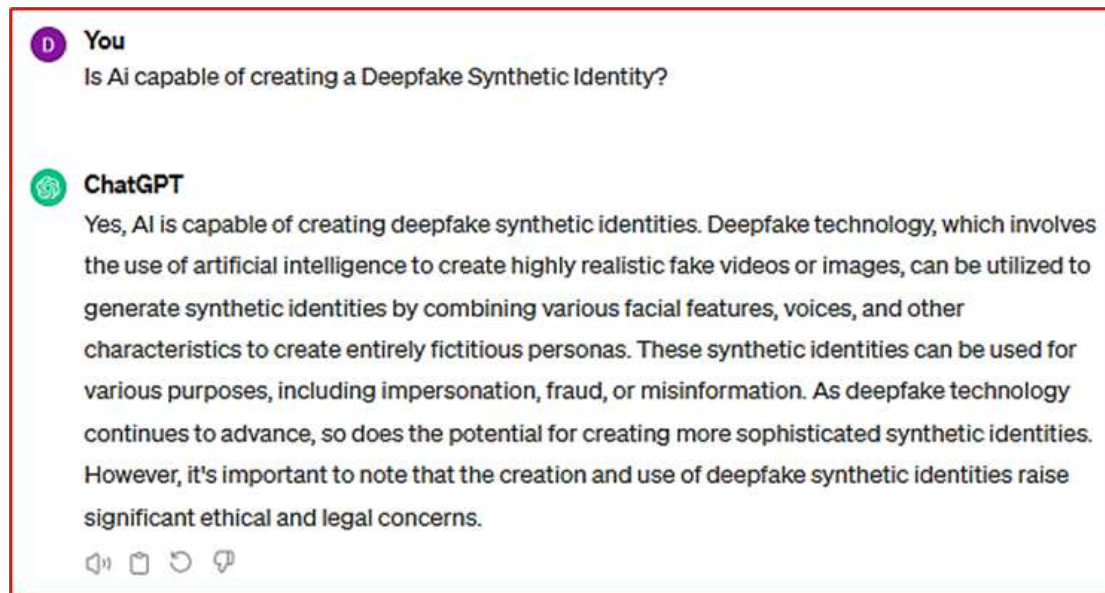 D
You
Is Ai capable of creating a Deepfake Synthetic Identity?
ChatGPT
Yes, AI is capable of creating deepfake synthetic identities. Deepfake technology, which involves
the use of artificial intelligence to create highly realistic fake videos or images, can be utilized to
generate synthetic identities by combining various facial features, voices, and other
characteristics to create entirely fictitious personas. These synthetic identities can be used for
various purposes, including impersonation, fraud, or misinformation. As deepfake technology
continues to advance, so does the potential for creating more sophisticated synthetic identities.
However, it's important to note that the creation and use of deepfake synthetic identities raise
significant ethical and legal concerns.